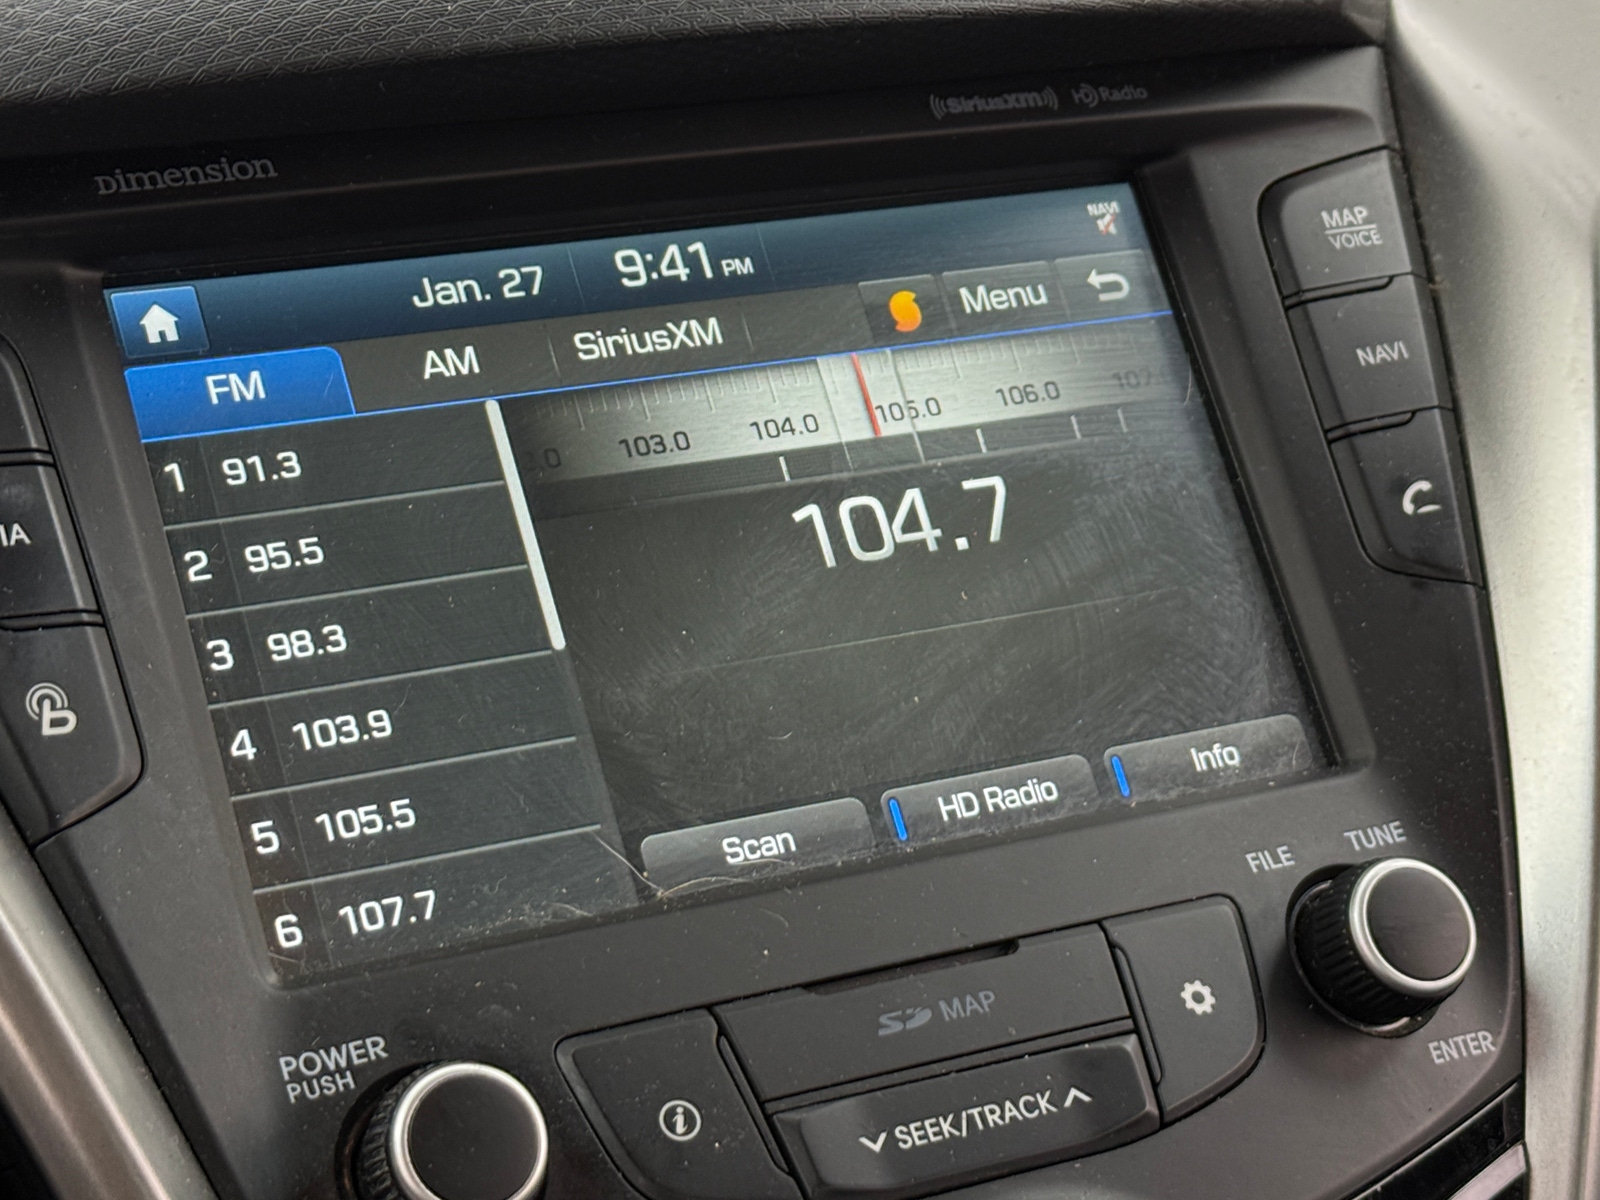 SiriusXM HD Radio
Dimension
NAVI
Jan. 27 9:41 PM
FM AM SiriusXM Menu
103.0 104.0 105.0 106.0
104.7
1 91.3
2 95.5
3 98.3
4 103.9
5 105.5
6 107.7
Scan HD Radio Info
MAP
VOICE
NAVI
IA
FILE TUNE
ENTER
POWER
PUSH
SD MAP
SEEK/TRACK